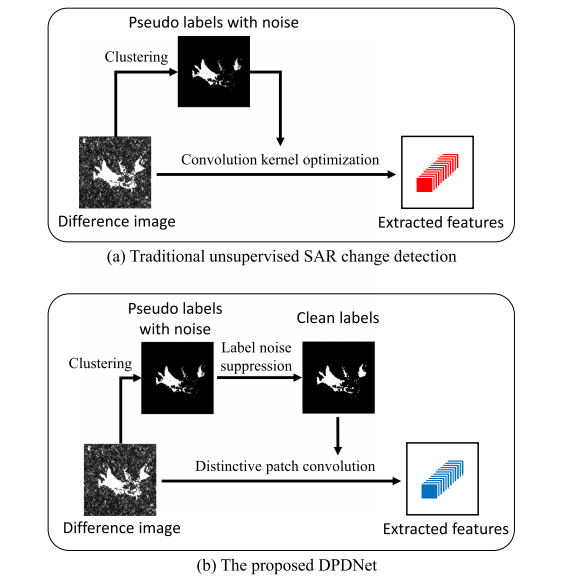 Pseudo labels with noise
Clustering
Convolution kernel optimization
Difference image
Extracted features
(a) Traditional unsupervised SAR change detection
Pseudo labels
with noise
Clean labels
Label noise
suppression
Clustering
Distinctive patch convolution
Difference image
Extracted features
(b) The proposed DPDNet